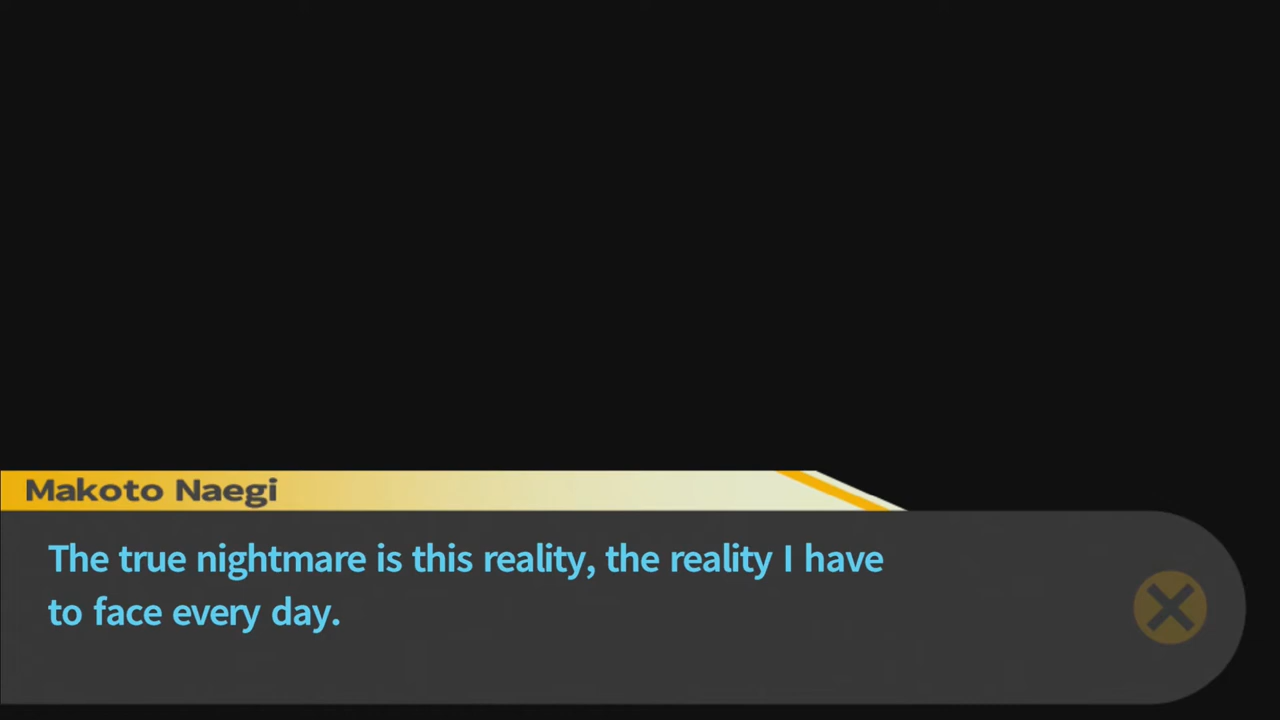 Makoto Naegi
The true nightmare is this reality, the reality I have
to face every day.